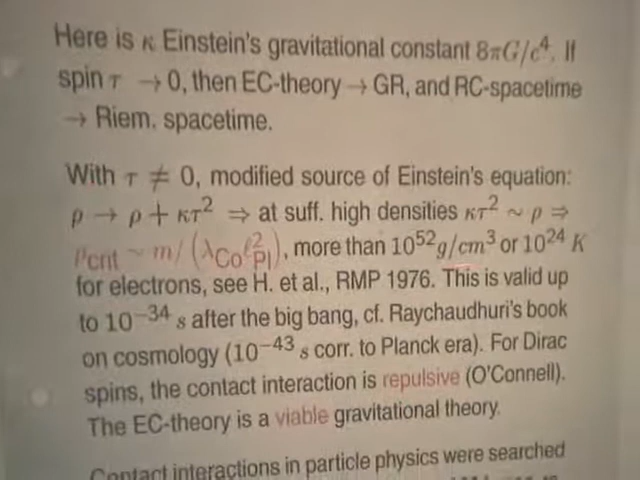 Here is κ Einstein's gravitational constant 8πG/c⁴. If
spin τ → 0, then EC-theory → GR, and RC-spacetime
→ Riem. spacetime.
With τ ≠ 0, modified source of Einstein's equation:
ρ → ρ + κτ² ⇒ at suff. high densities κτ² ~ ρ ⇒
ρcrit ~ m/(λCo ℓ²Pl), more than 10⁵²g/cm³ or 10²⁴ K
for electrons, see H. et al., RMP 1976. This is valid up
to 10⁻³⁴ s after the big bang, cf. Raychaudhuri's book
on cosmology (10⁻⁴³ s corr. to Planck era). For Dirac
spins, the contact interaction is repulsive (O'Connell).
The EC-theory is a viable gravitational theory.
Contact interactions in particle physics were searched